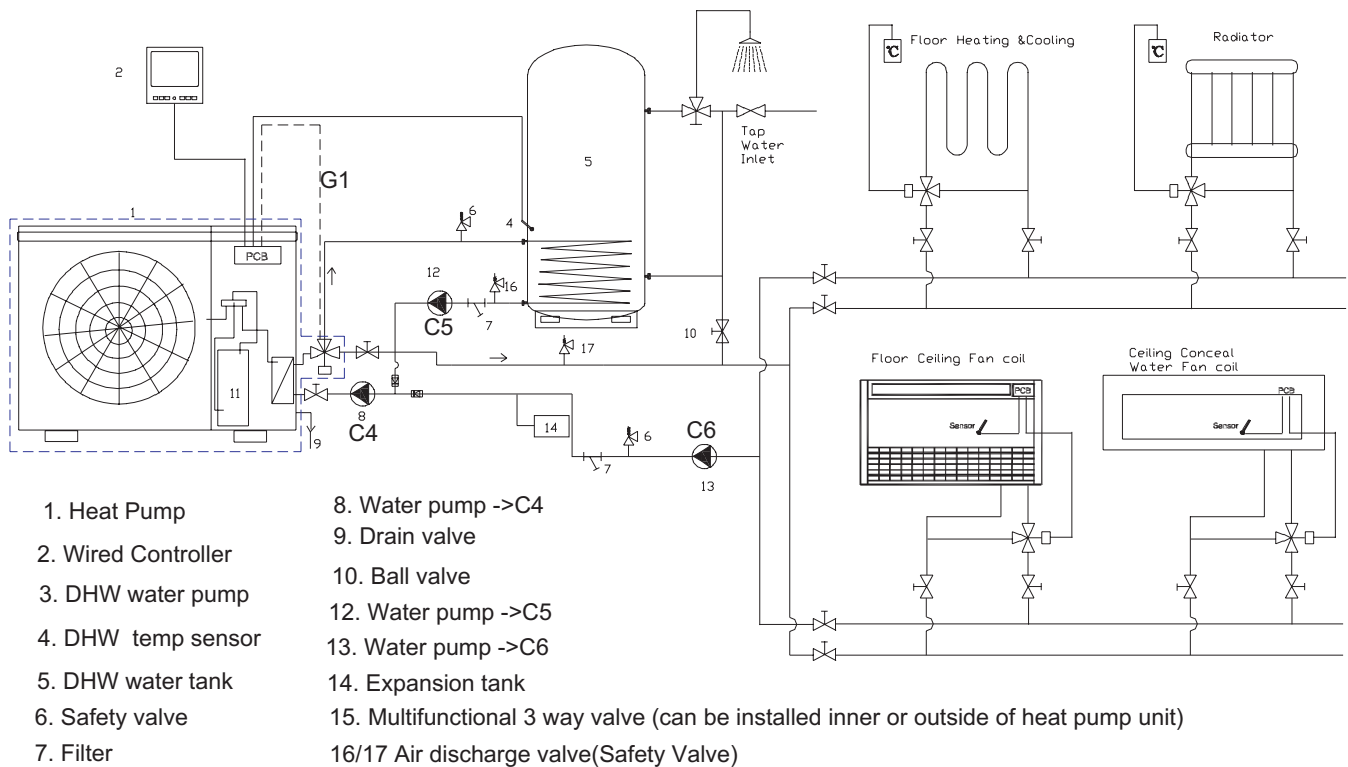 2
℃
Floor Heating &Cooling
℃
Radiator
Tap
Water
Inlet
5
G1
1
6
4
PCB
12
16
C5
7
10
17
11
8
C4
9
14
6
7
C6
13
Floor Ceiling Fan coil
PCB
Sensor
Ceiling Conceal
Water Fan coil
PCB
Sensor
1. Heat Pump
2. Wired Controller
3. DHW water pump
4. DHW temp sensor
5. DHW water tank
6. Safety valve
7. Filter
8. Water pump ->C4
9. Drain valve
10. Ball valve
12. Water pump ->C5
13. Water pump ->C6
14. Expansion tank
15. Multifunctional 3 way valve (can be installed inner or outside of heat pump unit)
16/17 Air discharge valve(Safety Valve)